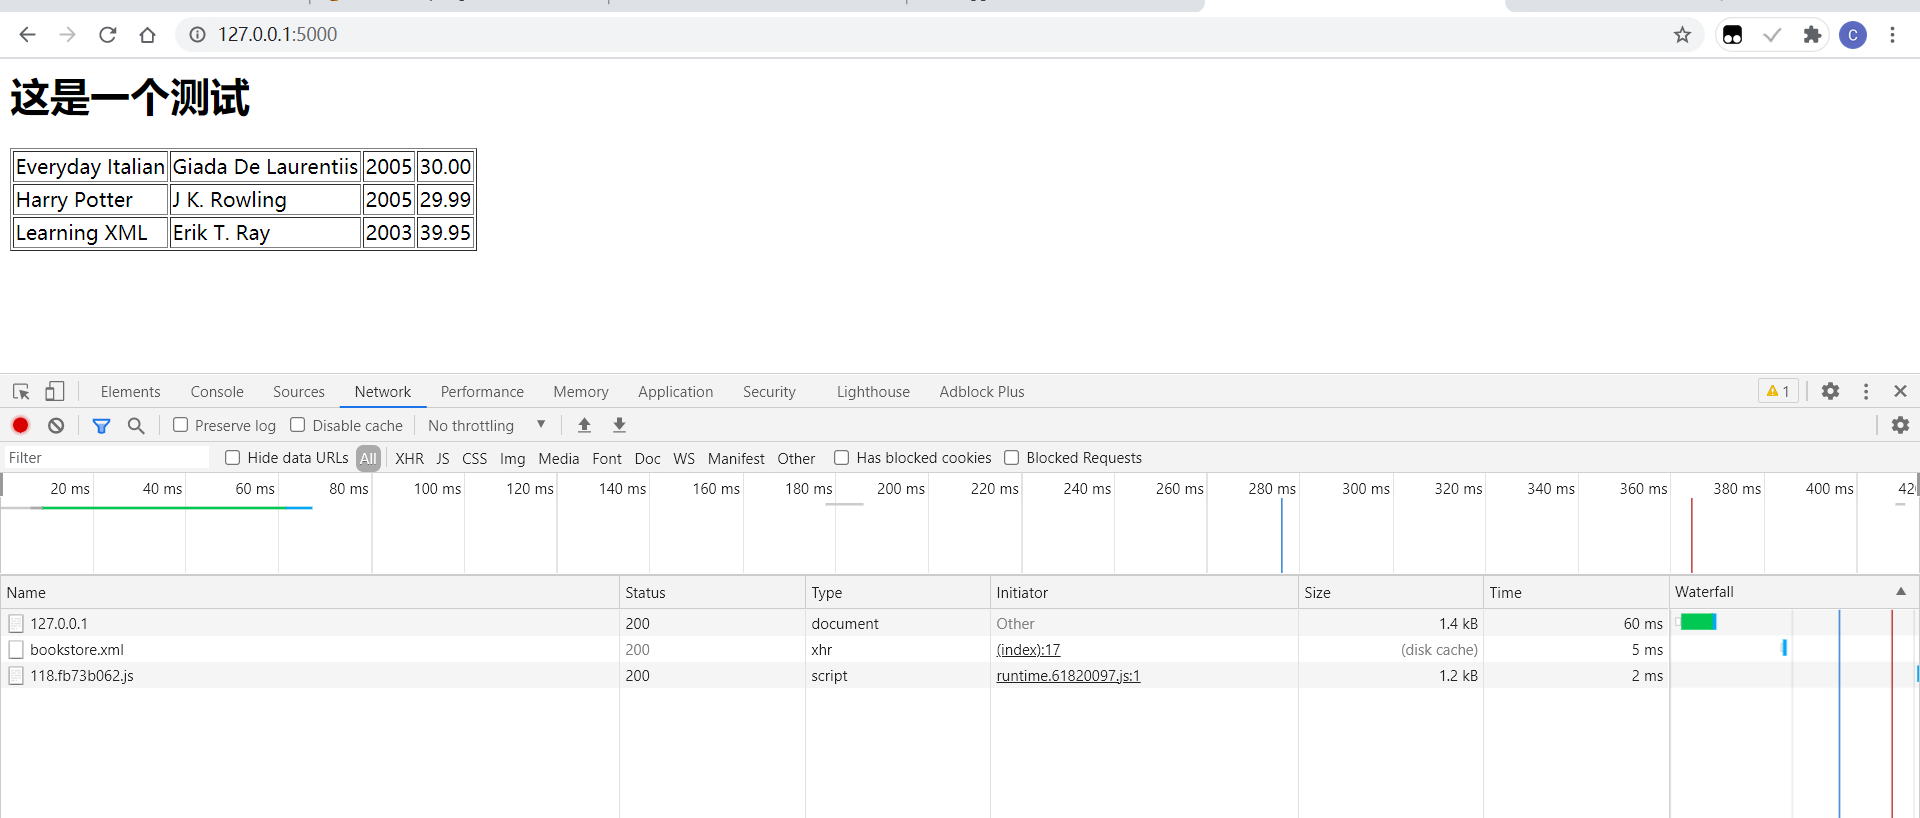 127.0.0.1:5000
C
这是一个测试
Everyday Italian Giada De Laurentiis 2005 30.00
Harry Potter J K. Rowling 2005 29.99
Learning XML Erik T. Ray 2003 39.95
Elements Console Sources Network Performance Memory Application Security Lighthouse Adblock Plus 1
Preserve log Disable cache No throttling
Filter Hide data URLs All XHR JS CSS Img Media Font Doc WS Manifest Other Has blocked cookies Blocked Requests
20 ms 40 ms 60 ms 80 ms 100 ms 120 ms 140 ms 160 ms 180 ms 200 ms 220 ms 240 ms 260 ms 280 ms 300 ms 320 ms 340 ms 360 ms 380 ms 400 ms 42
Name Status Type Initiator Size Time Waterfall
127.0.0.1 200 document Other 1.4 kB 60 ms
bookstore.xml 200 xhr (index):17 (disk cache) 5 ms
118.fb73b062.js 200 script runtime.61820097.js:1 1.2 kB 2 ms